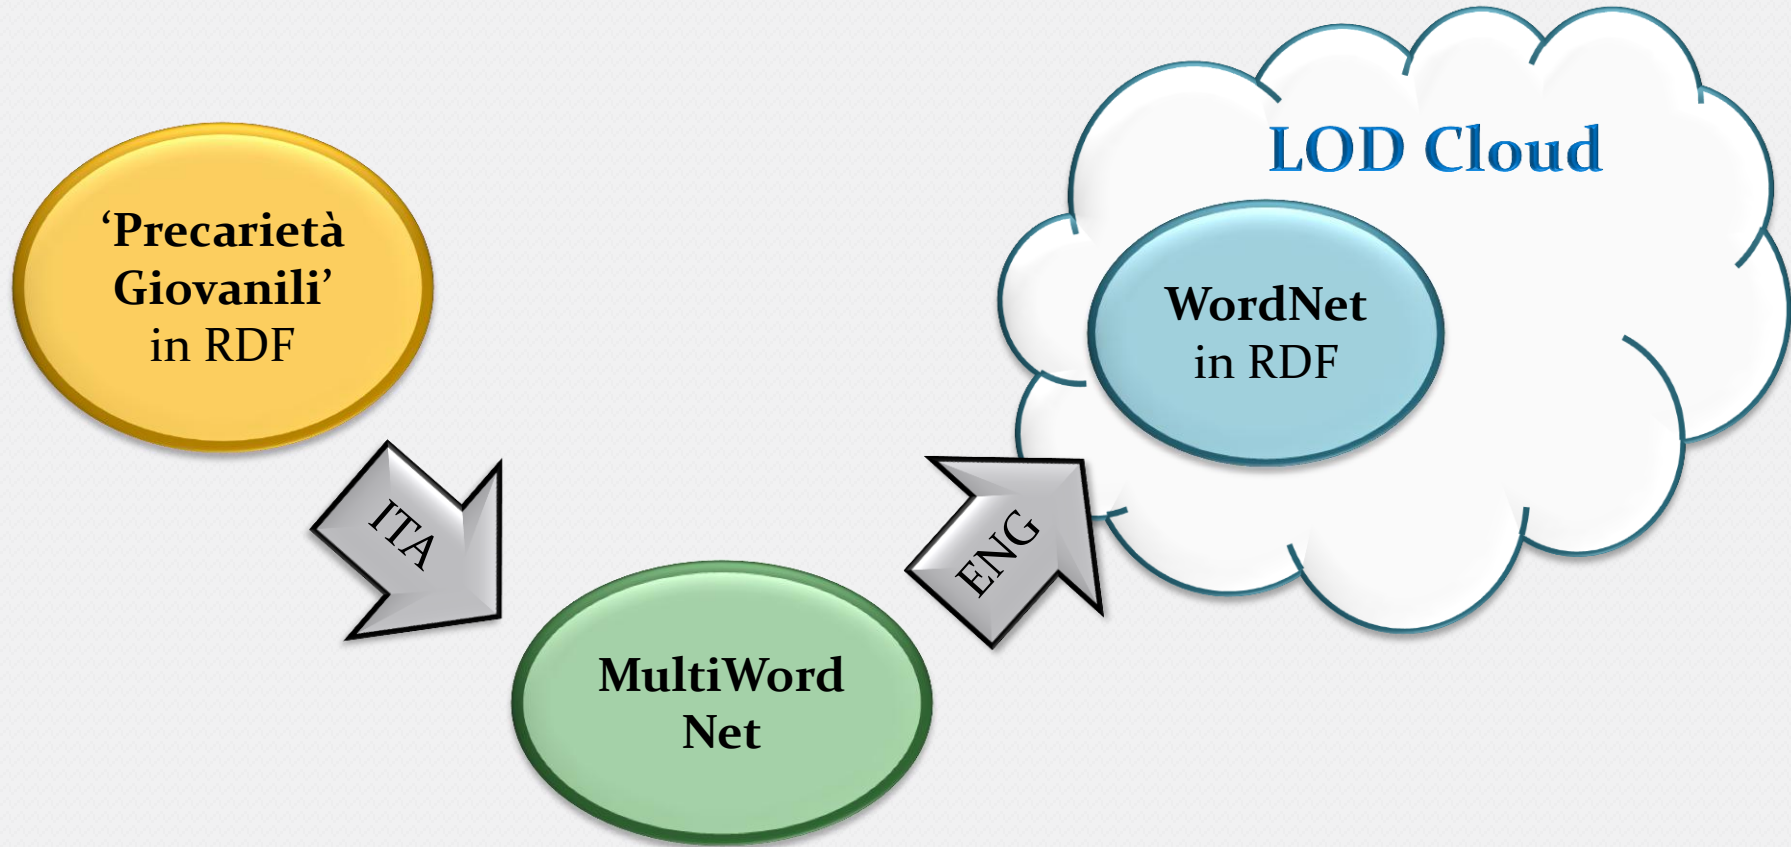 ‘Precarietà
Giovanili’
in RDF
ITA
MultiWord
Net
ENG
LOD Cloud
WordNet
in RDF